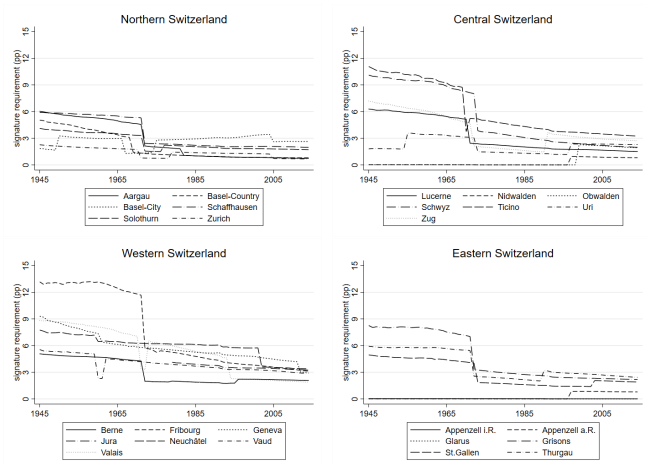 Northern Switzerland
signature requirement (pp)
0 3 6 9 12 15
1945 1965 1985 2005
Aargau Basel-Country
Basel-City Schaffhausen
Solothurn Zurich
Central Switzerland
signature requirement (pp)
0 3 6 9 12 15
1945 1965 1985 2005
Lucerne Nidwalden Obwalden
Schwyz Ticino Uri
Zug
Western Switzerland
signature requirement (pp)
0 3 6 9 12 15
1945 1965 1985 2005
Berne Fribourg Geneva
Jura Neuchâtel Vaud
Valais
Eastern Switzerland
signature requirement (pp)
0 3 6 9 12 15
1945 1965 1985 2005
Appenzell i.R. Appenzell a.R.
Glarus Grisons
St.Gallen Thurgau